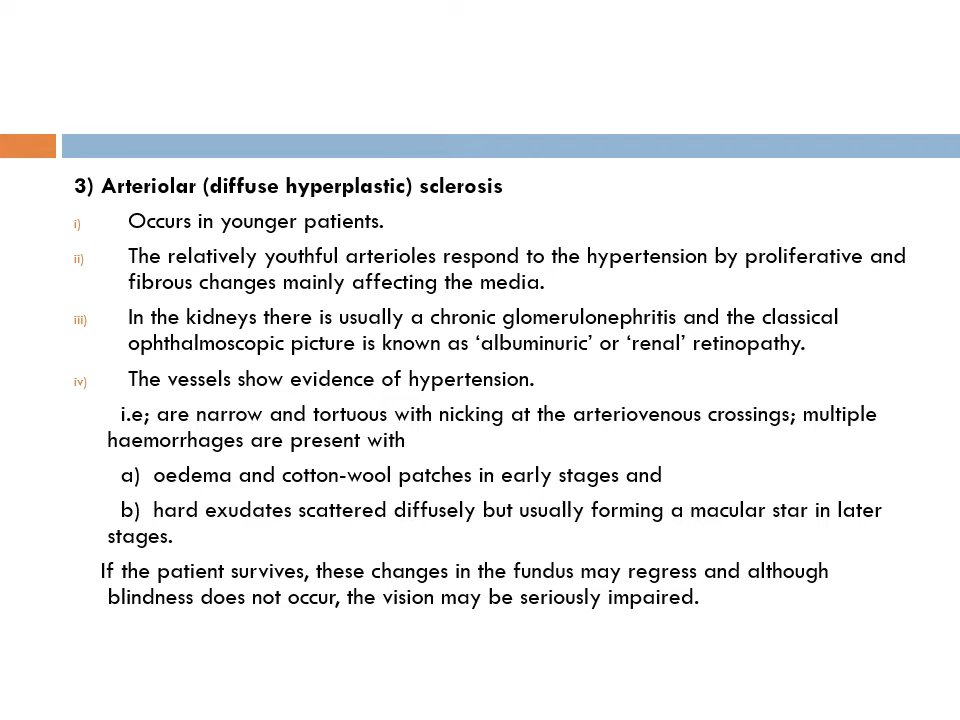 3) Arteriolar (diffuse hyperplastic) sclerosis
i) Occurs in younger patients.
ii) The relatively youthful arterioles respond to the hypertension by proliferative and
fibrous changes mainly affecting the media.
iii) In the kidneys there is usually a chronic glomerulonephritis and the classical
ophthalmoscopic picture is known as ‘albuminuric’ or ‘renal’ retinopathy.
iv) The vessels show evidence of hypertension.
i.e; are narrow and tortuous with nicking at the arteriovenous crossings; multiple
haemorrhages are present with
a) oedema and cotton-wool patches in early stages and
b) hard exudates scattered diffusely but usually forming a macular star in later
stages.
If the patient survives, these changes in the fundus may regress and although
blindness does not occur, the vision may be seriously impaired.